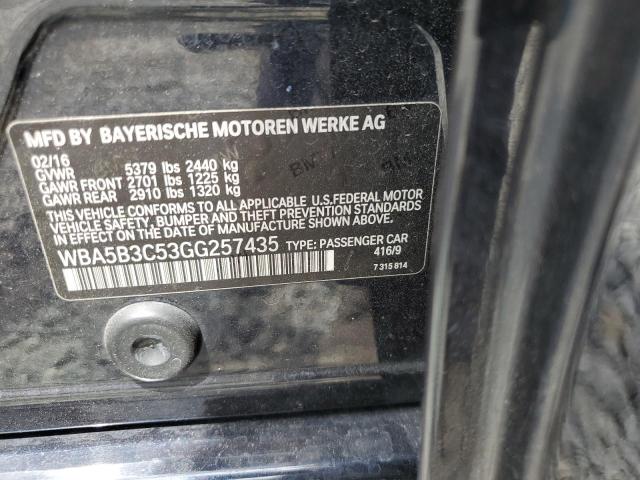 MFD BY BAYERISCHE MOTOREN WERKE AG
02/16
GVWR 5379 lbs 2440 kg
GAWR FRONT 2701 lbs 1225 kg
GAWR REAR 2910 lbs 1320 kg
THIS VEHICLE CONFORMS TO ALL APPLICABLE U.S.FEDERAL MOTOR
VEHICLE SAFETY, BUMPER AND THEFT PREVENTION
STANDARDS IN EFFECT ON THE DATE OF MANUFACTURE SHOWN ABOVE.
WBA5B3C53GG257435 TYPE: PASSENGER CAR
416/9
7 315 814